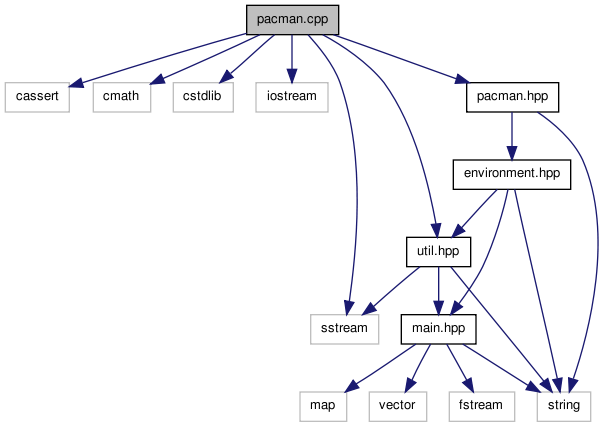 pacman.cpp
cassert
cmath
cstdlib
iostream
pacman.hpp
environment.hpp
util.hpp
sstream
main.hpp
map
vector
fstream
string